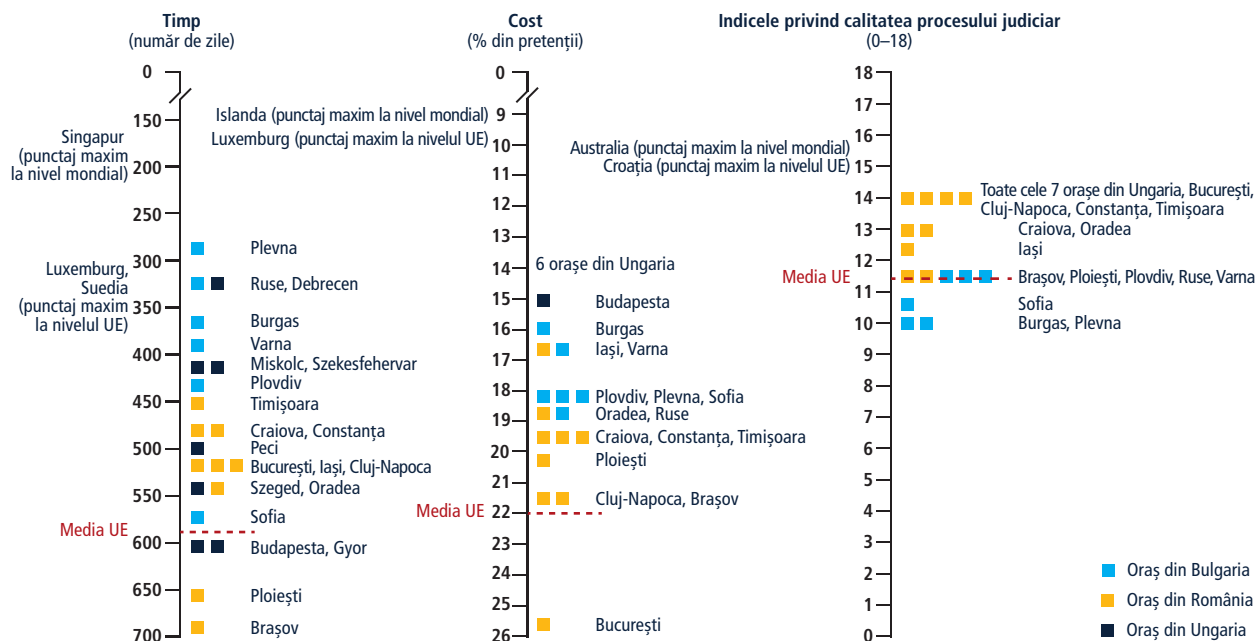 Timp
(număr de zile)
0
150
200
250
300
350
400
450
500
550
600
650
700
Singapur
(punctaj maxim
la nivel mondial)
Luxemburg,
Suedia
(punctaj maxim
la nivelul UE)
Media UE
Plevna
Ruse, Debrecen
Burgas
Varna
Miskolc, Szekesfehervar
Plovdiv
Timișoara
Craiova, Constanța
Peci
București, Iași, Cluj-Napoca
Szeged, Oradea
Sofia
Budapesta, Gyor
Ploiești
Brașov
Cost
(% din pretenții)
0
9
10
11
12
13
14
15
16
17
18
19
20
21
22
23
24
25
26
Islanda (punctaj maxim la nivel mondial)
Luxemburg (punctaj maxim la nivelul UE)
Media UE
6 orașe din Ungaria
Budapesta
Burgas
Iași, Varna
Plovdiv, Plevna, Sofia
Oradea, Ruse
Craiova, Constanța, Timișoara
Ploiești
Cluj-Napoca, Brașov
București
Indicele privind calitatea procesului judiciar
(0–18)
18
17
16
15
14
13
12
11
10
9
8
7
6
5
4
3
2
1
0
Australia (punctaj maxim la nivel mondial)
Croația (punctaj maxim la nivelul UE)
Media UE
Toate cele 7 orașe din Ungaria, București,
Cluj-Napoca, Constanța, Timișoara
Craiova, Oradea
Iași
Brașov, Ploiești, Plovdiv, Ruse, Varna
Sofia
Burgas, Plevna
Oraș din Bulgaria
Oraș din România
Oraș din Ungaria